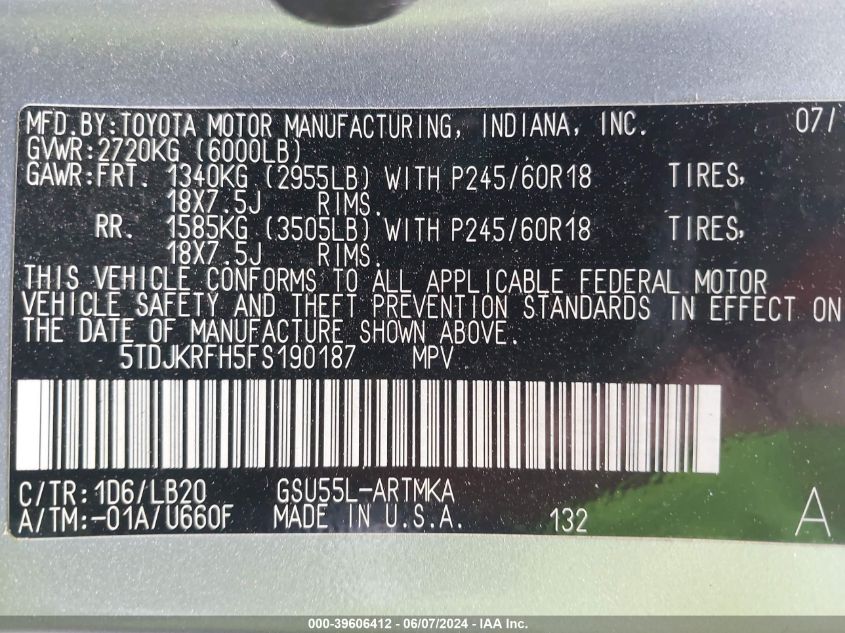 MFD.BY:TOYOTA MOTOR MANUFACTURING, INDIANA, INC. 07/
GVWR:2720KG (6000LB)
GAWR:FRT. 1340KG (2955LB) WITH P245/60R18 TIRES,
18X7.5J RIMS.
RR. 1585KG (3505LB) WITH P245/60R18 TIRES,
18X7.5J RIMS.
THIS VEHICLE CONFORMS TO ALL APPLICABLE FEDERAL MOTOR
VEHICLE SAFETY AND THEFT PREVENTION STANDARDS IN EFFECT ON
THE DATE OF MANUFACTURE SHOWN ABOVE.
5TDJKRFH5FS190187 MPV
C/TR:1D6/LB20 GSU55L-ARTMKA
A/TM:-01A/U660F MADE IN U.S.A. 132 A
000-39606412 - 06/07/2024 - IAA Inc.